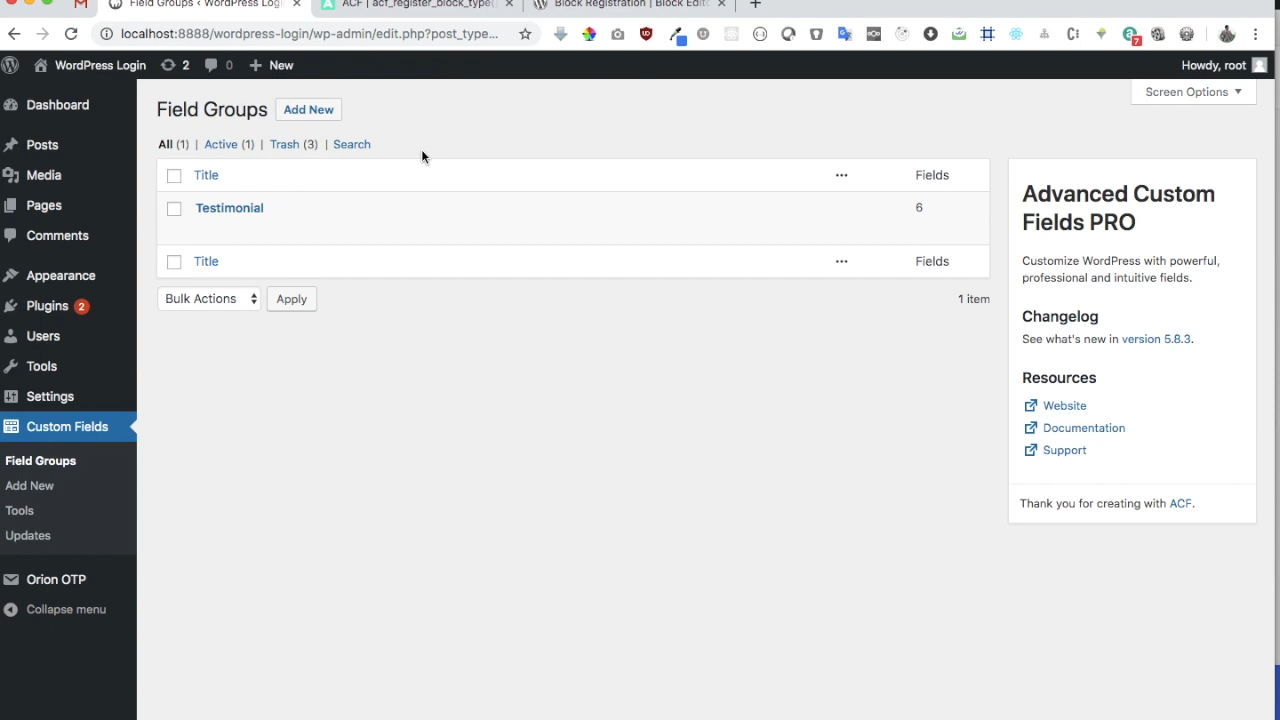 Field Groups ‹ WordPress Logi
ACF | acf_register_block_type()
Block Registration | Block Edito
localhost:8888/wordpress-login/wp-admin/edit.php?post_type...
7
WordPress Login
2
0
New
Howdy, root
Dashboard
Posts
Media
Pages
Comments
Appearance
Plugins 2
Users
Tools
Settings
Custom Fields
Field Groups
Add New
Tools
Updates
Orion OTP
Collapse menu
Screen Options
Field Groups Add New
All (1) | Active (1) | Trash (3) | Search
Title ••• Fields
Testimonial 6
Title ••• Fields
Bulk Actions Apply 1 item
Advanced Custom
Fields PRO
Customize WordPress with powerful,
professional and intuitive fields.
Changelog
See what's new in version 5.8.3.
Resources
Website
Documentation
Support
Thank you for creating with ACF.